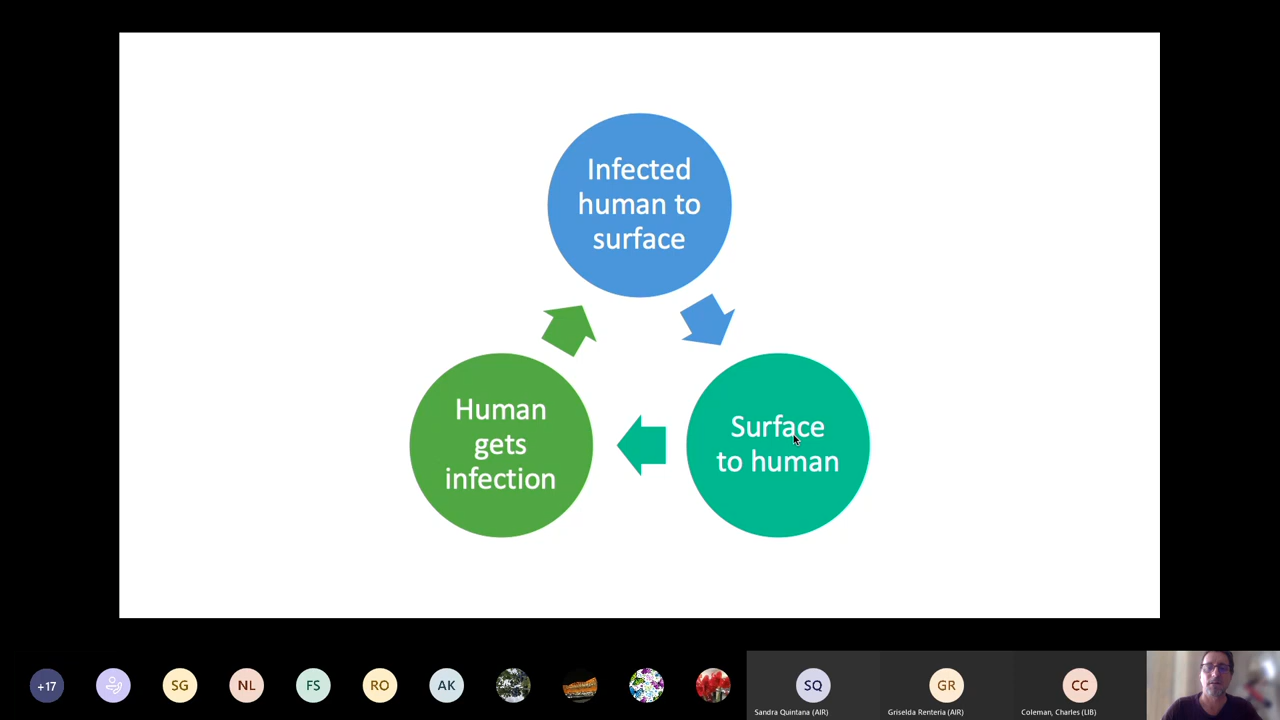 Infected
human to
surface
Human
gets
infection
Surface
to human
+17
SG
NL
FS
RO
AK
SQ
GR
CC
Sandra Quintana (AIR)
Griselda Renteria (AIR)
Coleman, Charles (LIB)